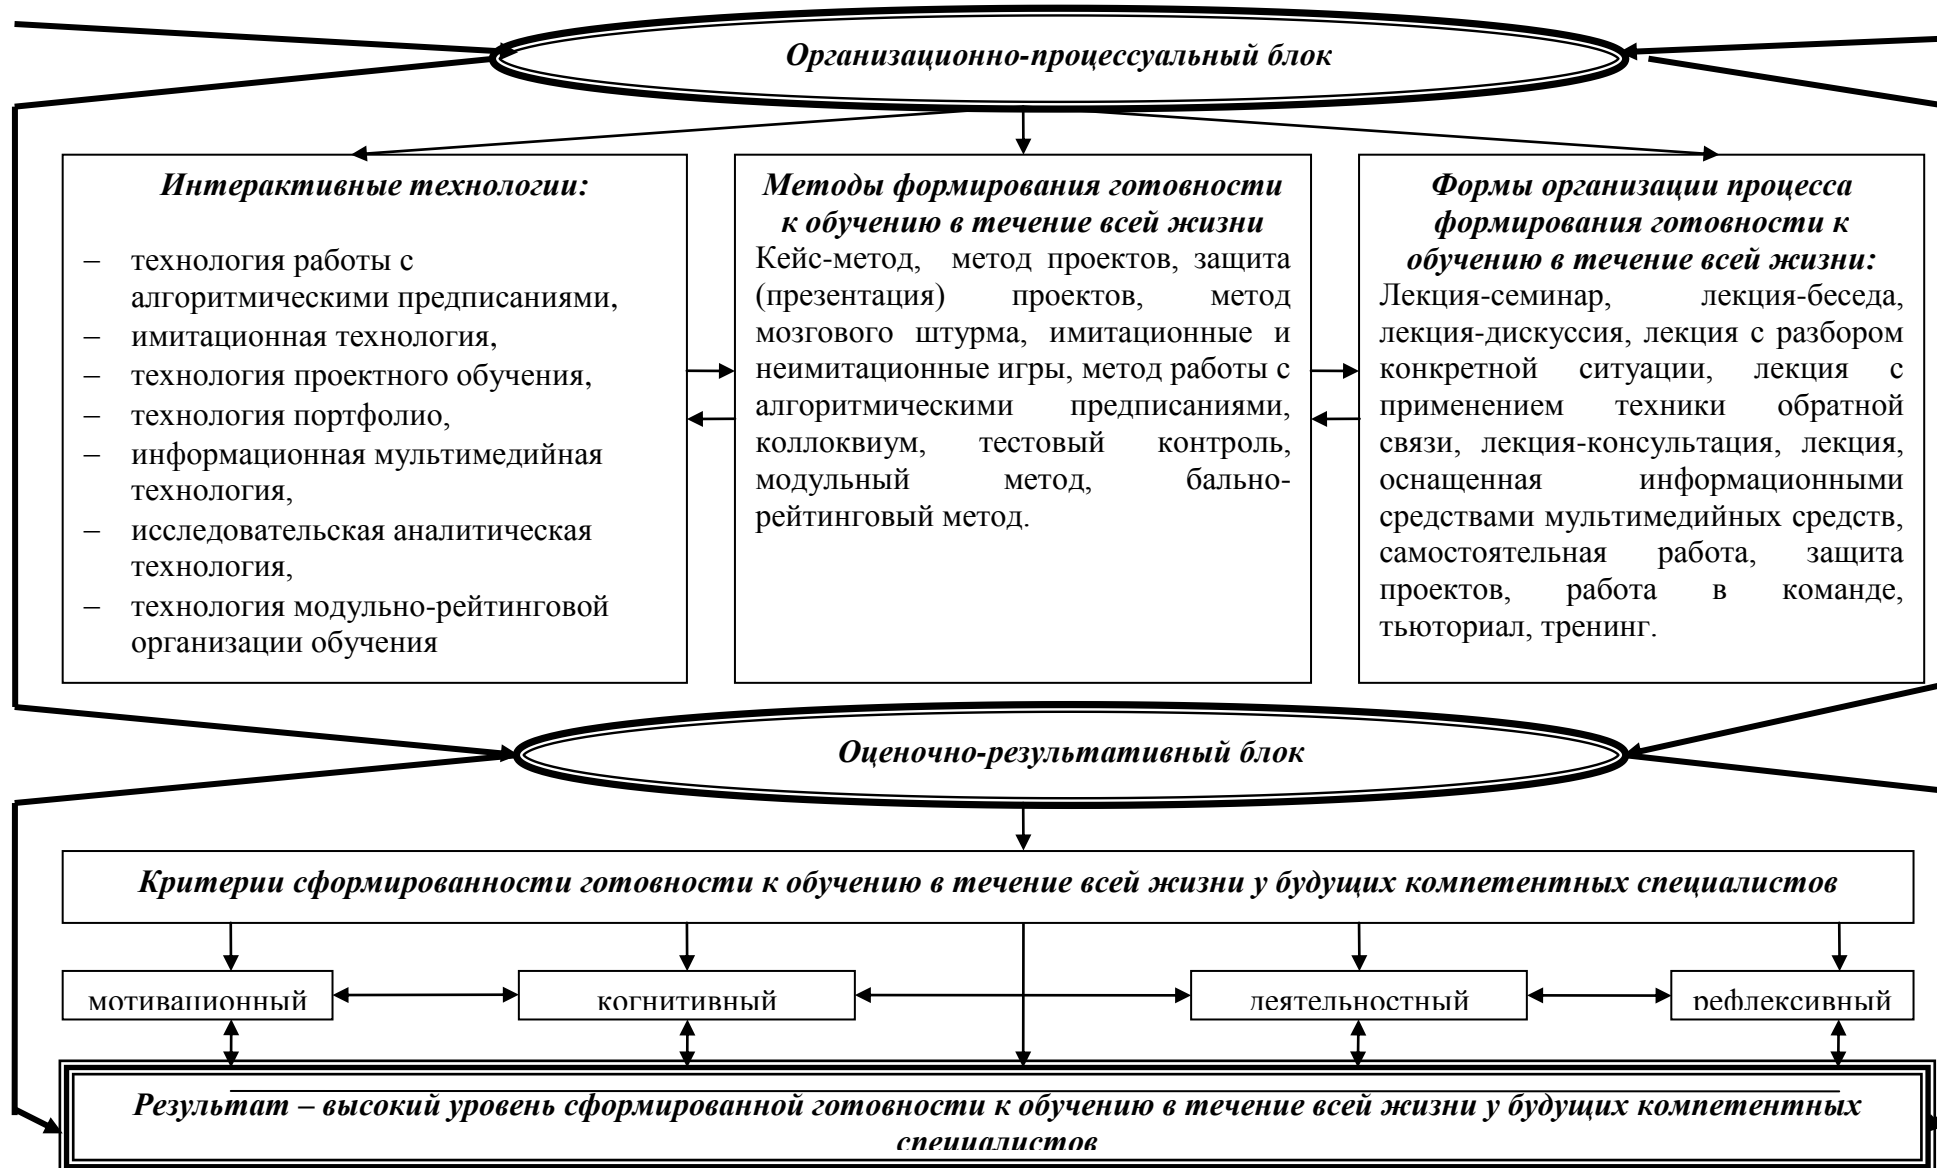 Организационно-процессуальный блок
Интерактивные технологии:
– технология работы с
алгоритмическими предписаниями,
– имитационная технология,
– технология проектного обучения,
– технология портфолио,
– информационная мультимедийная
технология,
– исследовательская аналитическая
технология,
– технология модульно-рейтинговой
организации обучения
Методы формирования готовности
к обучению в течение всей жизни
Кейс-метод, метод проектов, защита
(презентация) проектов, метод
мозгового штурма, имитационные и
неимитационные игры, метод работы с
алгоритмическими предписаниями,
коллоквиум, тестовый контроль,
модульный метод, бально-
рейтинговый метод.
Формы организации процесса
формирования готовности к
обучению в течение всей жизни:
Лекция-семинар, лекция-беседа,
лекция-дискуссия, лекция с разбором
конкретной ситуации, лекция с
применением техники обратной
связи, лекция-консультация, лекция,
оснащенная информационными
средствами мультимедийных средств,
самостоятельная работа, защита
проектов, работа в команде,
тьюториал, тренинг.
Оценочно-результативный блок
Критерии сформированности готовности к обучению в течение всей жизни у будущих компетентных специалистов
мотивационный
когнитивный
деятельностный
рефлексивный
Результат – высокий уровень сформированной готовности к обучению в течение всей жизни у будущих компетентных
специалистов